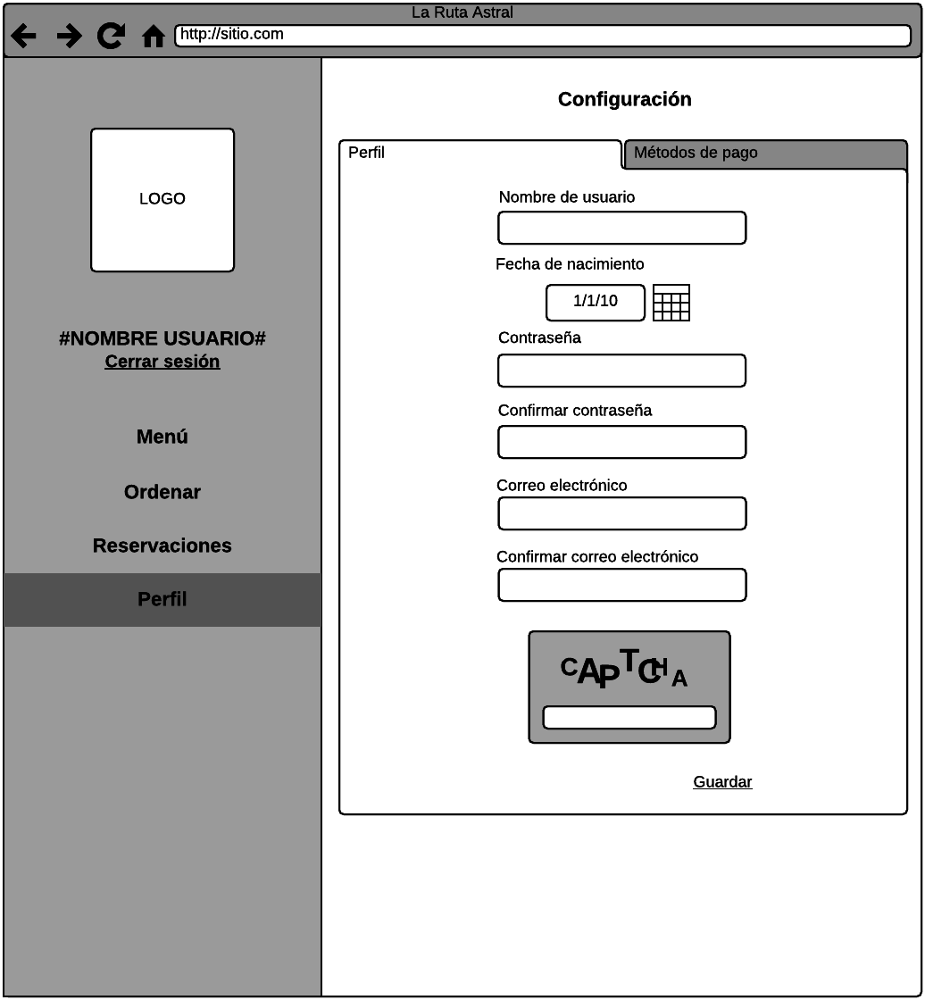 La Ruta Astral
http://sitio.com
LOGO
#NOMBRE USUARIO#
Cerrar sesión
Menú
Ordenar
Reservaciones
Perfil
Configuración
Perfil
Métodos de pago
Nombre de usuario
Fecha de nacimiento
1/1/10
Contraseña
Confirmar contraseña
Correo electrónico
Confirmar correo electrónico
CAPTCHA
Guardar